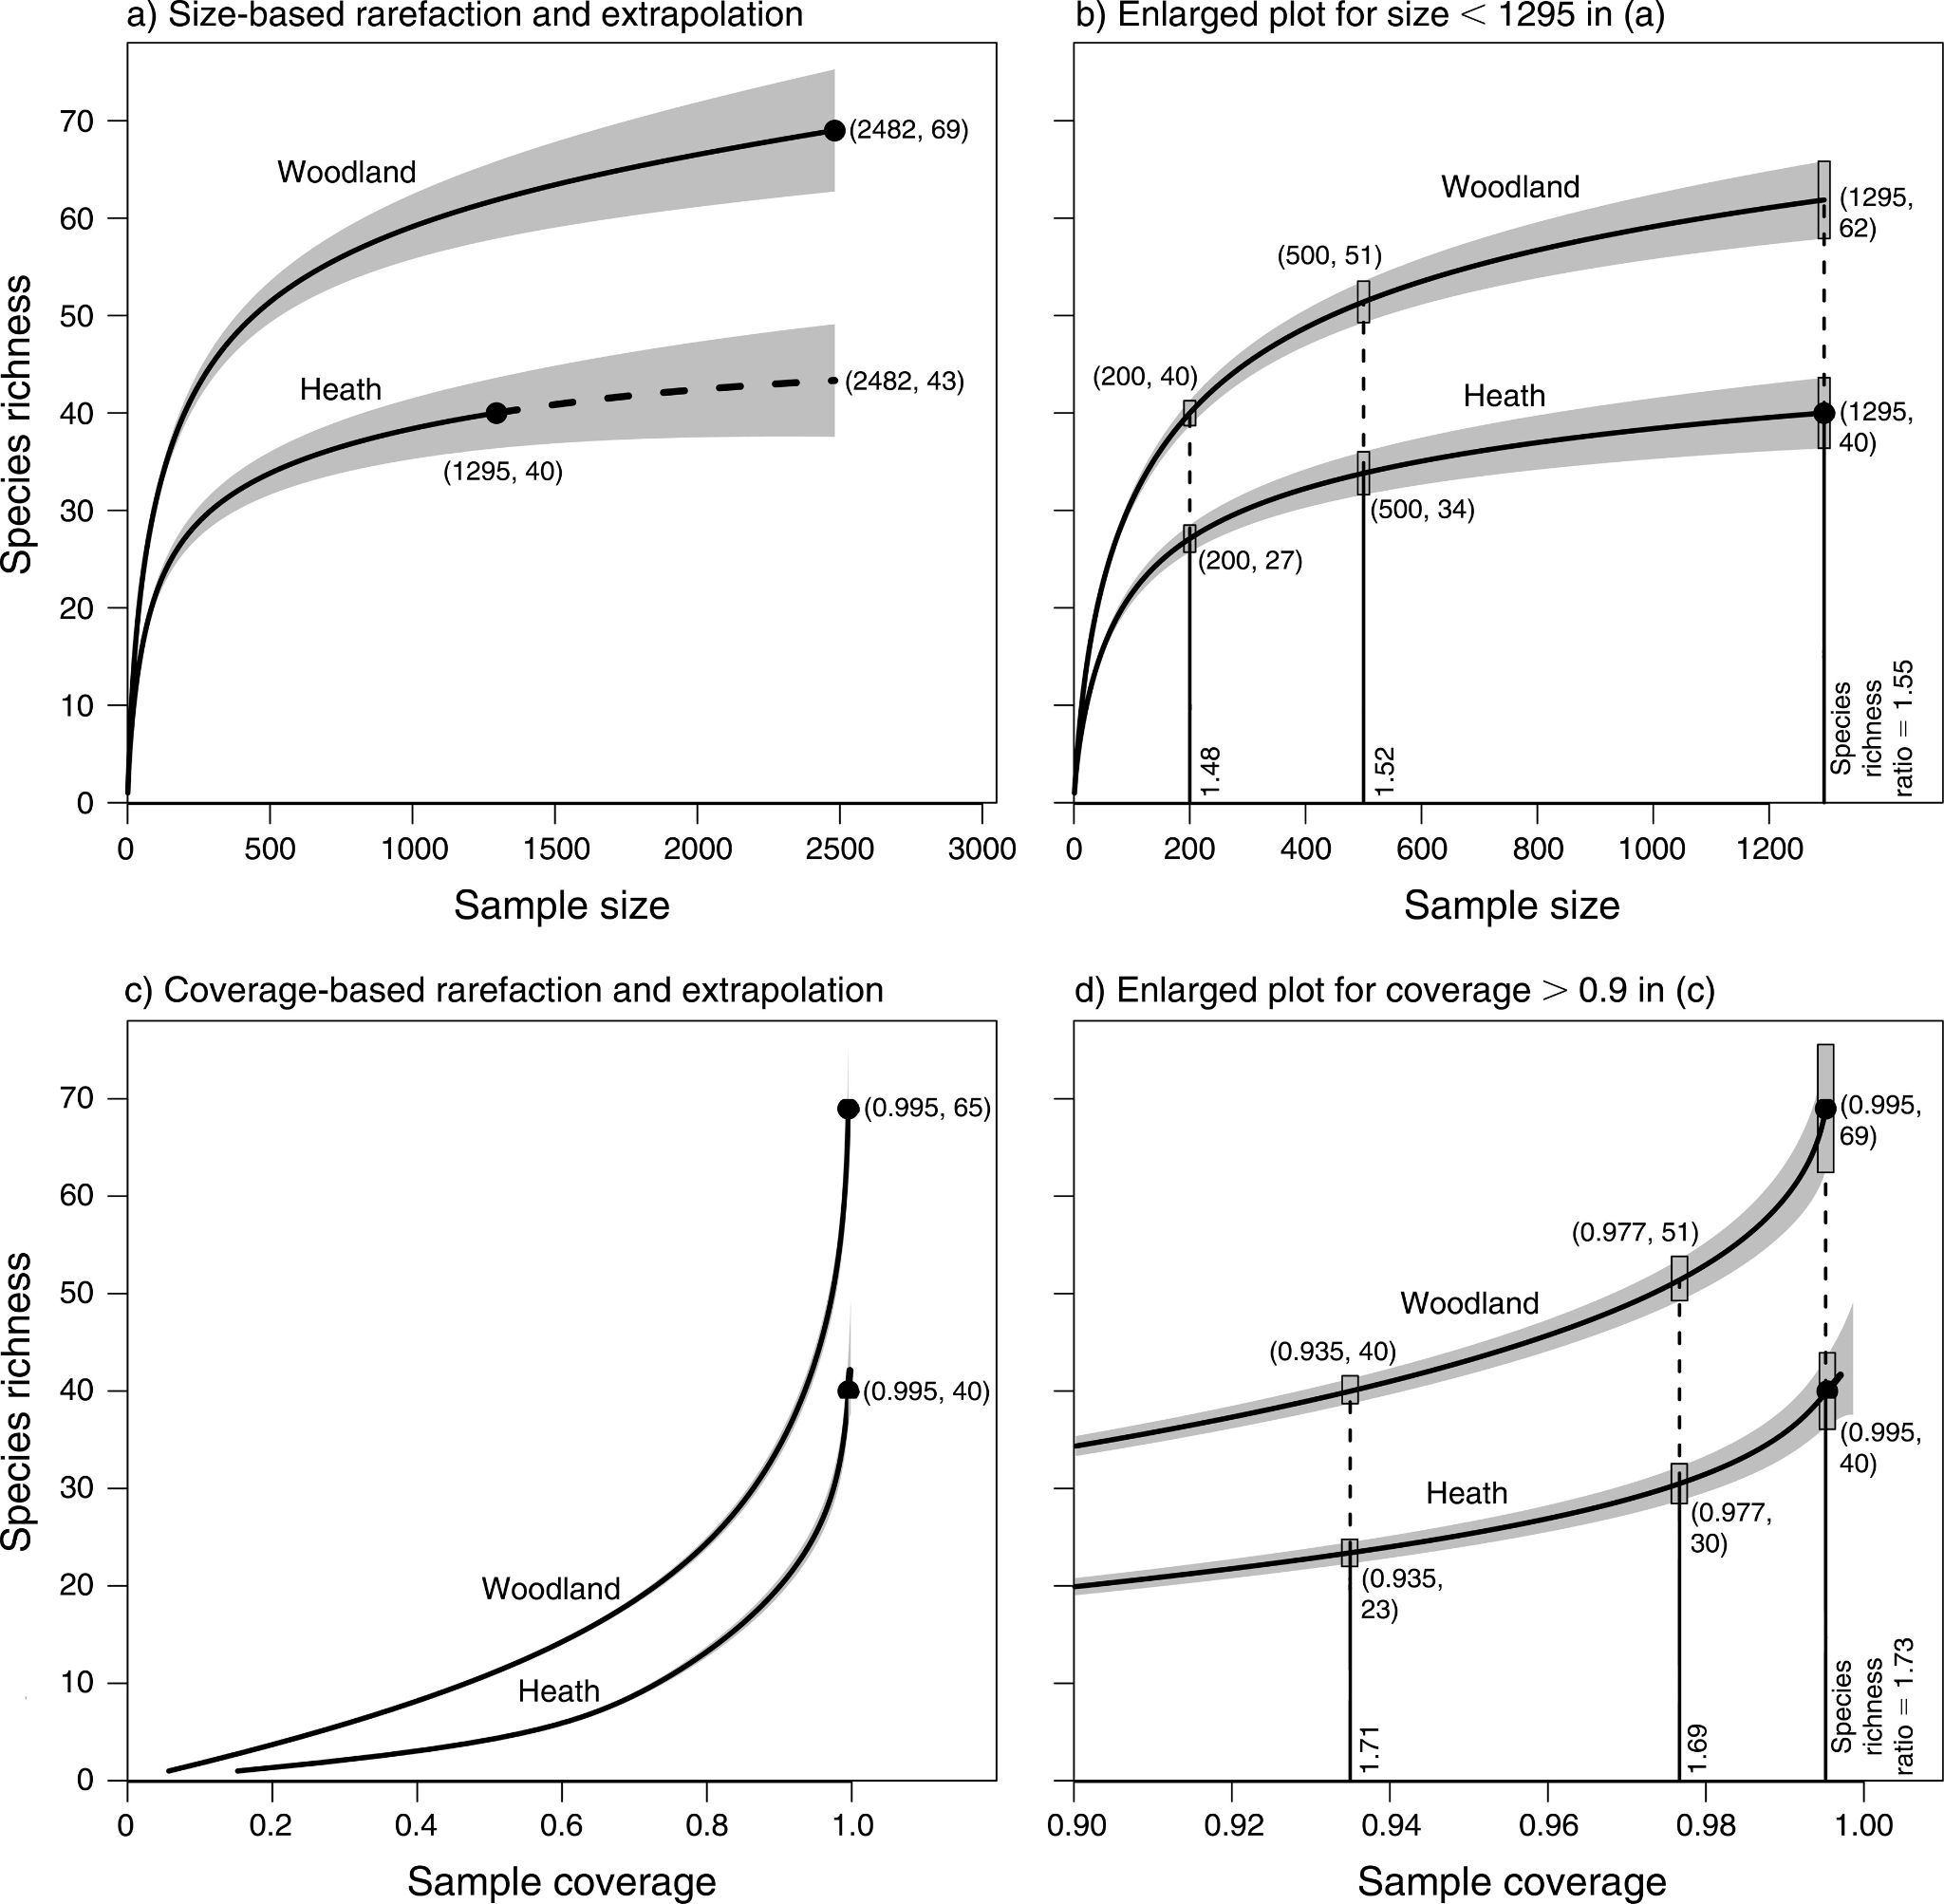 a) Size-based rarefaction and extrapolation
Species richness
70
60
50
40
30
20
10
0
Woodland
(2482, 69)
Heath
(2482, 43)
(1295, 40)
0 500 1000 1500 2000 2500 3000
Sample size
b) Enlarged plot for size < 1295 in (a)
Woodland
(1295,
62)
(500, 51)
(200, 40)
Heath
(1295,
40)
(500, 34)
(200, 27)
1.48
1.52
Species
richness
ratio = 1.55
0 200 400 600 800 1000 1200
Sample size
c) Coverage-based rarefaction and extrapolation
Species richness
70
60
50
40
30
20
10
0
(0.995, 65)
(0.995, 40)
Woodland
Heath
0 0.2 0.4 0.6 0.8 1.0
Sample coverage
d) Enlarged plot for coverage > 0.9 in (c)
(0.995,
69)
(0.977, 51)
Woodland
(0.935, 40)
(0.995,
40)
Heath
(0.977,
30)
(0.935,
23)
1.71
1.69
Species
richness
ratio = 1.73
0.90 0.92 0.94 0.96 0.98 1.00
Sample coverage